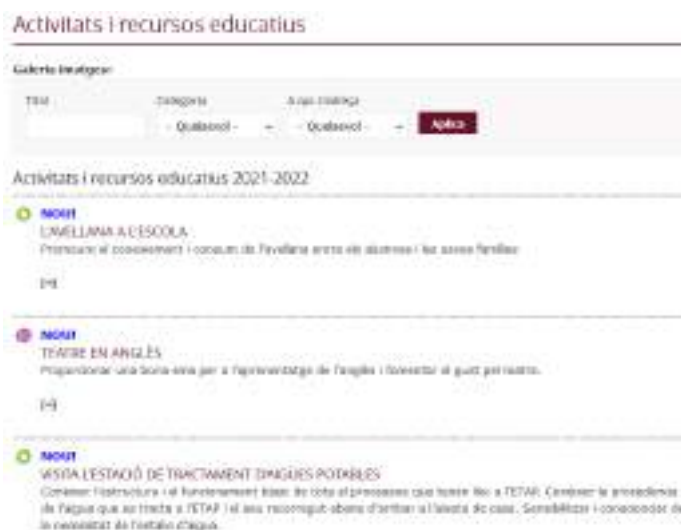 Activitats i recursos educatius
Galeria imatges:
Títol
Categoria
A qui s'adreça
- Qualsevol -
- Qualsevol -
Aplica
Activitats i recursos educatius 2021-2022
NOU!!
L'AVELLANA A L'ESCOLA
Promoure el coneixement i consum de l'avellana entre els alumnes i les seves famílies
[+]
NOU!!
TEATRE EN ANGLÈS
Proporcionar una bona eina per a l'aprenentatge de l'anglès i fomentar el gust pel teatre.
[+]
NOU!!
VISITA L'ESTACIÓ DE TRACTAMENT D'AIGÜES POTABLES
Conèixer l'estructura i el funcionament bàsic de tots el processos que tenen lloc a l'ETAP. Conèixer la procedència
de l'aigua que es tracta a l'ETAP i el seu recorregut abans d'arribar a l'aixeta de casa. Sensibilitzar i conscienciar de
la necessitat de l'estalvi d'aigua.